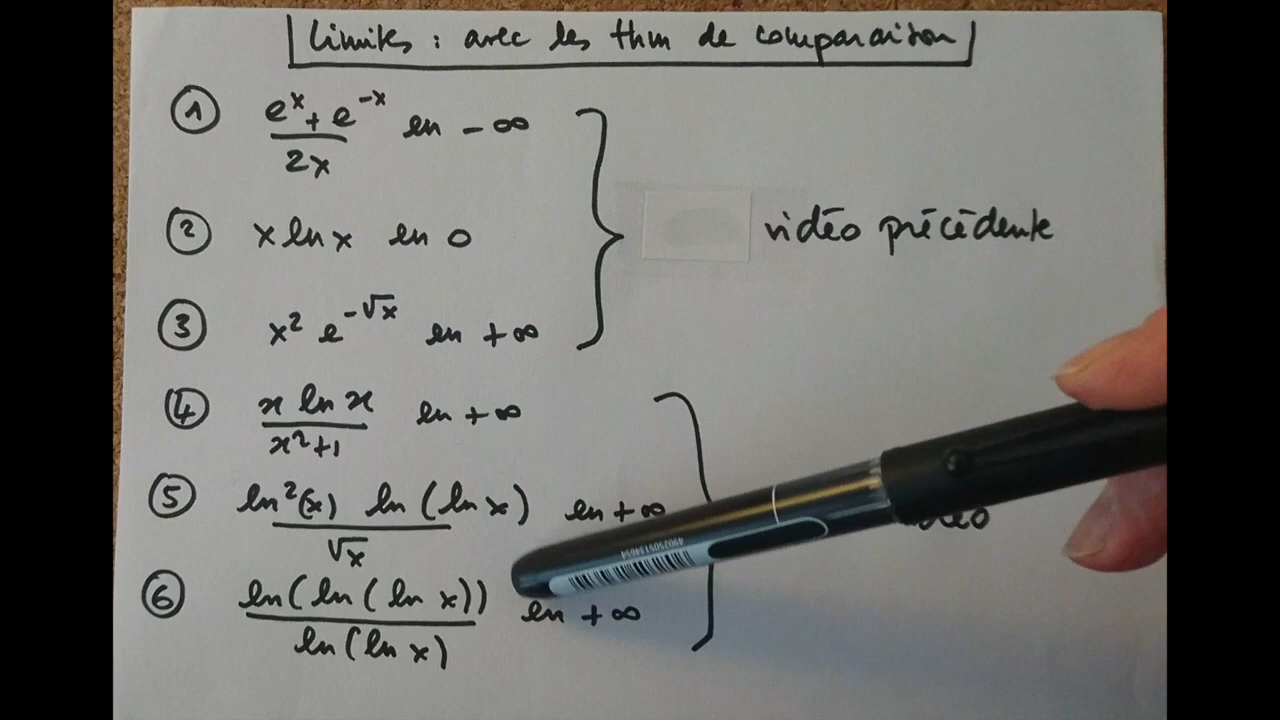 Limites : avec les thm de comparaison
① e^x + e^-x / 2x en -∞
② x ln x en 0
vidéo précédente
③ x² e^-√x en +∞
④ x ln x / x²+1 en +∞
⑤ ln²(x) ln(ln x) / √x en +∞
⑥ ln(ln(ln x)) / ln(ln x) en +∞
4902505134654